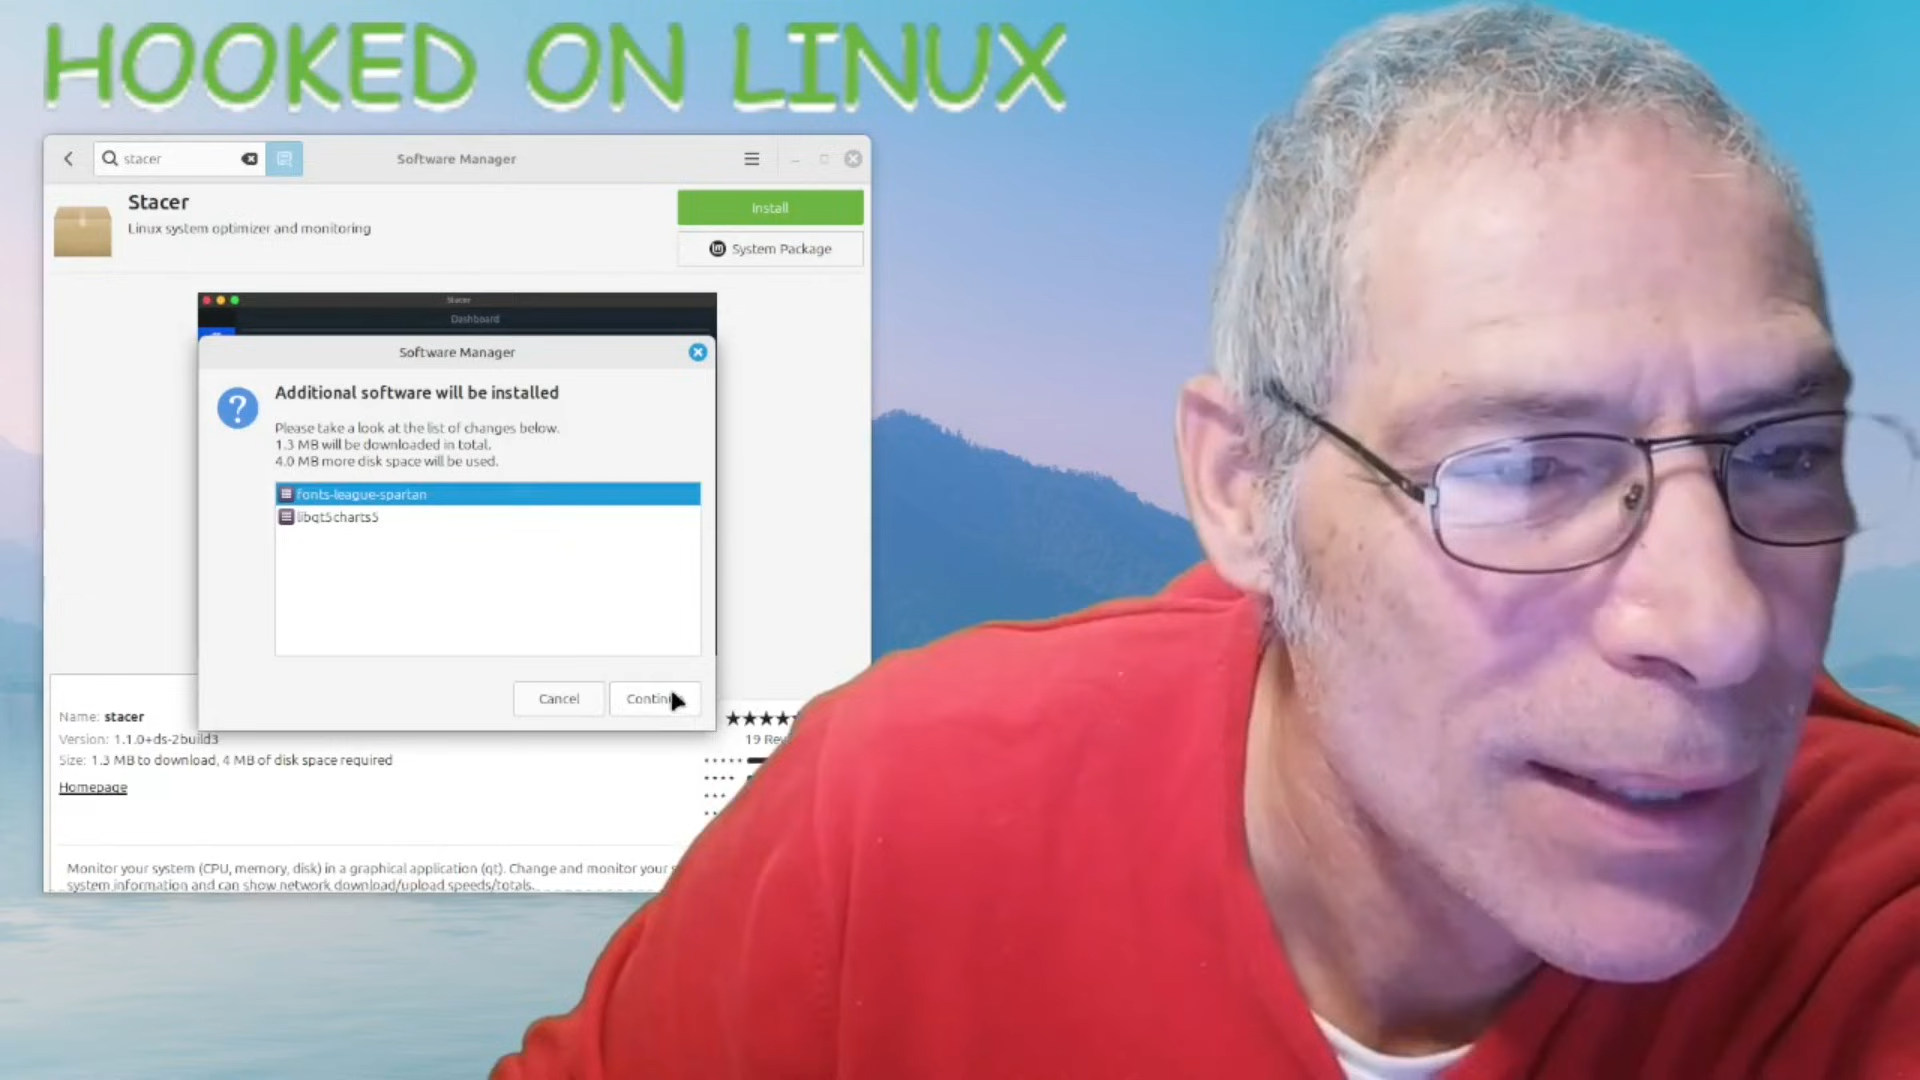 HOOKED ON LINUX
stacer
Software Manager
Stacer
Linux system optimizer and monitoring
Install
System Package
Stacer
Dashboard
Software Manager
Additional software will be installed
Please take a look at the list of changes below.
1.3 MB will be downloaded in total.
4.0 MB more disk space will be used.
fonts-league-spartan
libqt5charts5
Cancel
Name: stacer
Version: 1.1.0+ds-2build3
19
Size: 1.3 MB to download, 4 MB of disk space required
Homepage
Monitor your system (CPU, memory, disk) in a graphical application (qt). Change and monitor your
system information and can show network download/upload speeds/totals.